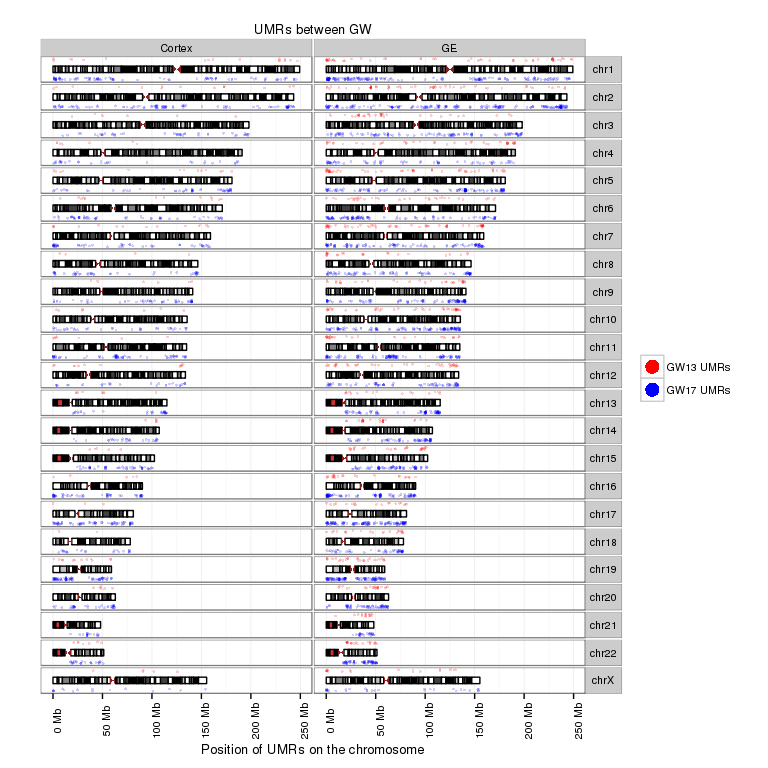 UMRs between GW
Cortex GE
chr1
chr2
chr3
chr4
chr5
chr6
chr7
chr8
chr9
chr10
chr11
chr12
chr13
chr14
chr15
chr16
chr17
chr18
chr19
chr20
chr21
chr22
chrX
GW13 UMRs
GW17 UMRs
0 Mb 50 Mb 100 Mb 150 Mb 200 Mb 250 Mb 0 Mb 50 Mb 100 Mb 150 Mb 200 Mb 250 Mb
Position of UMRs on the chromosome